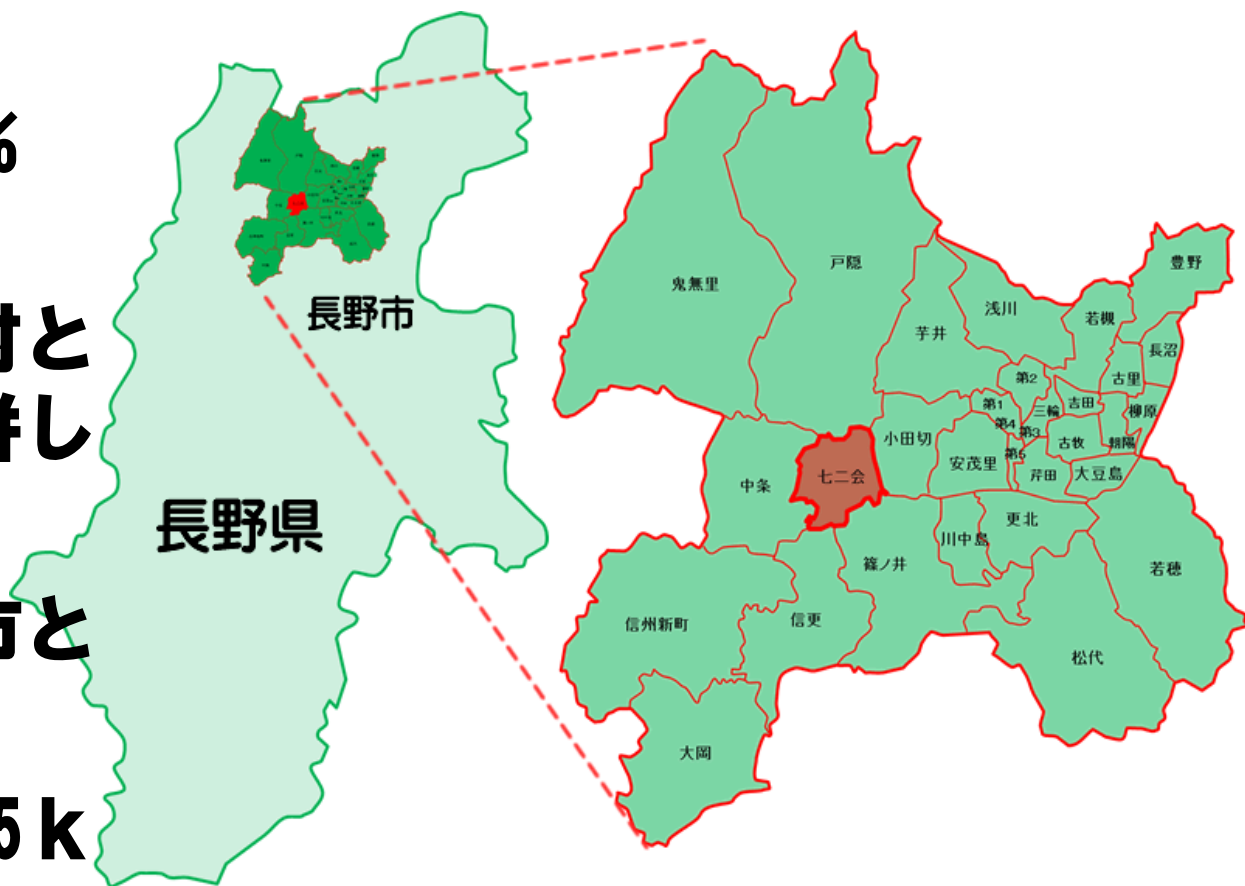 %
村と
併し
市と
5k
長野市
長野県
鬼無里
戸隠
芋井
浅川
若槻
豊野
長沼
古里
第2
第1
三輪
吉田
柳原
第4
第3
古牧
朝陽
小田切
安茂里
第5
芹田
大豆島
中条
七二会
川中島
更北
篠ノ井
若穂
信州新町
信更
松代
大岡